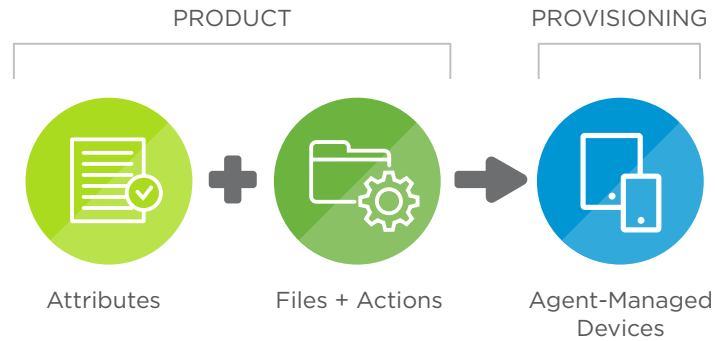 PRODUCT
PROVISIONING
Attributes
Files + Actions
Agent-Managed
Devices